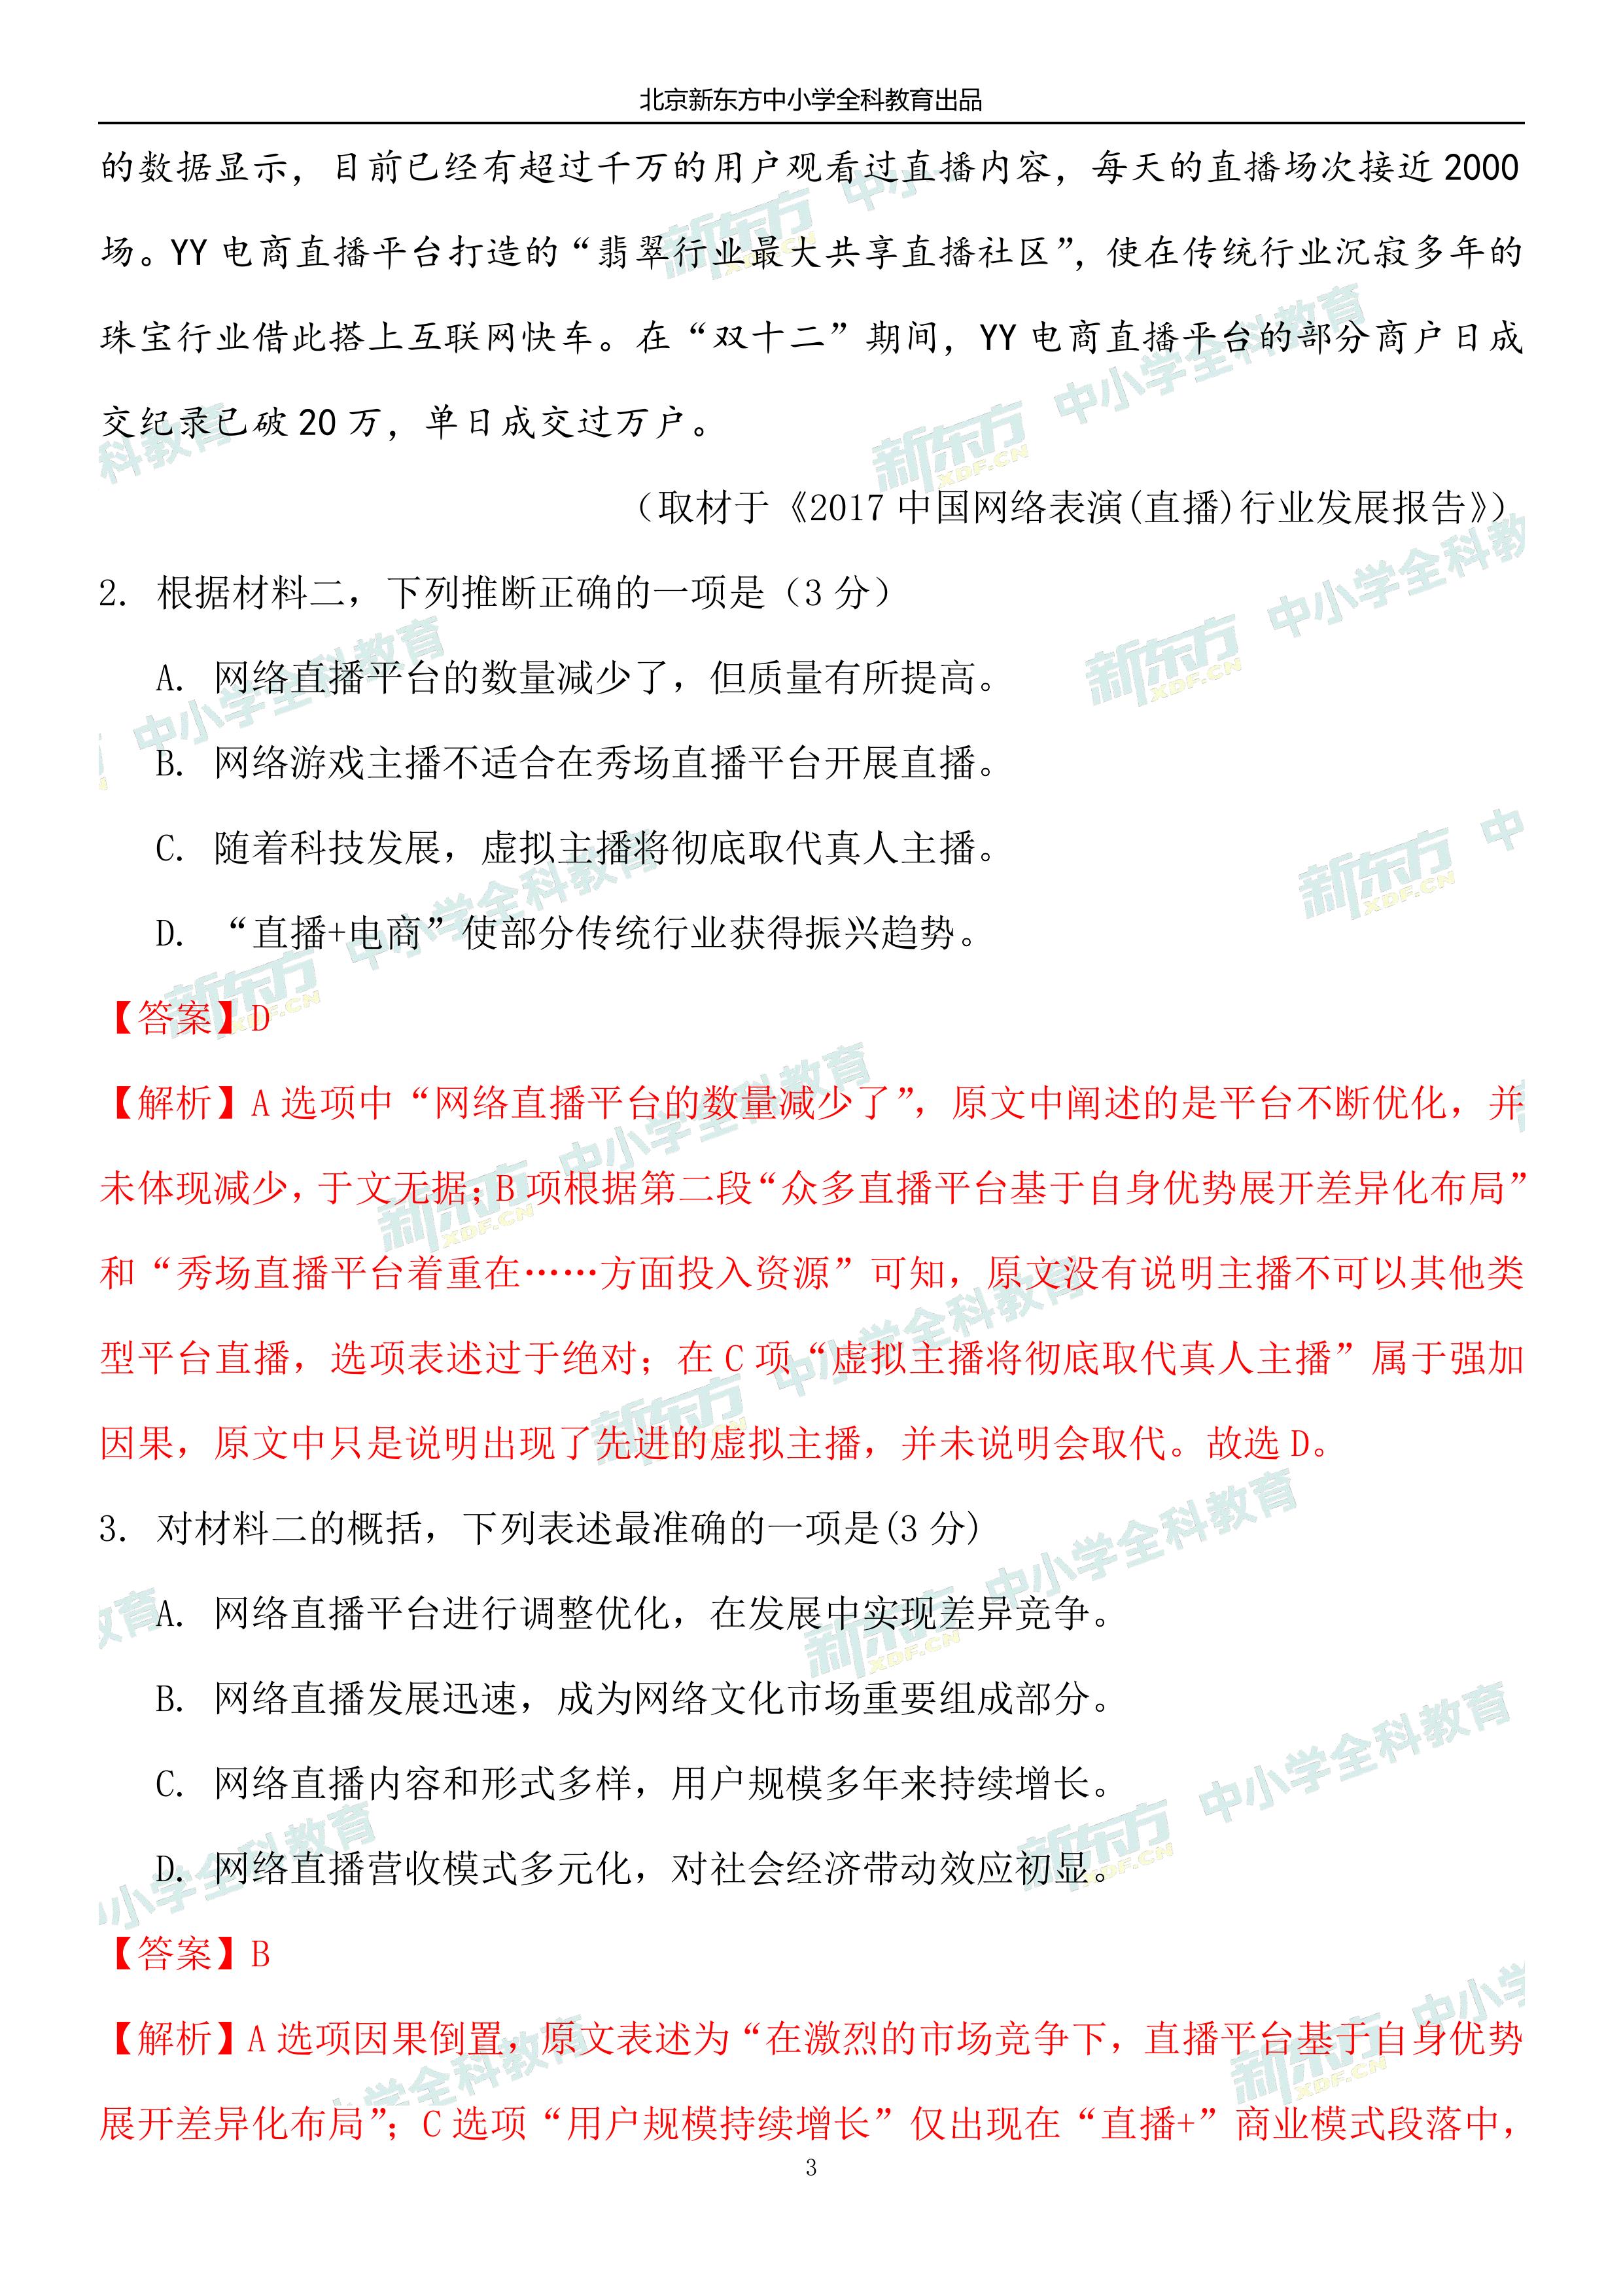 北京新东方中小学全科教育出品
的数据显示，目前已经有超过千万的用户观看过直播内容，每天的直播场次接近 2000
场。YY 电商直播平台打造的“翡翠行业最大共享直播社区”，使在传统行业沉寂多年的
珠宝行业借此搭上互联网快车。在“双十二”期间，YY 电商直播平台的部分商户日成
交纪录已破 20 万，单日成交过万户。
（取材于《2017 中国网络表演(直播)行业发展报告》）
2. 根据材料二，下列推断正确的一项是（3 分）
A. 网络直播平台的数量减少了，但质量有所提高。
B. 网络游戏主播不适合在秀场直播平台开展直播。
C. 随着科技发展，虚拟主播将彻底取代真人主播。
D. “直播+电商”使部分传统行业获得振兴趋势。
【答案】D
【解析】A 选项中“网络直播平台的数量减少了”，原文中阐述的是平台不断优化，并
未体现减少，于文无据；B 项根据第二段“众多直播平台基于自身优势展开差异化布局”
和“秀场直播平台着重在……方面投入资源”可知，原文没有说明主播不可以其他类
型平台直播，选项表述过于绝对；在 C 项“虚拟主播将彻底取代真人主播”属于强加
因果，原文中只是说明出现了先进的虚拟主播，并未说明会取代。故选 D。
3. 对材料二的概括，下列表述最准确的一项是(3 分)
A. 网络直播平台进行调整优化，在发展中实现差异竞争。
B. 网络直播发展迅速，成为网络文化市场重要组成部分。
C. 网络直播内容和形式多样，用户规模多年来持续增长。
D. 网络直播营收模式多元化，对社会经济带动效应初显。
【答案】B
【解析】A 选项因果倒置，原文表述为“在激烈的市场竞争下，直播平台基于自身优势
展开差异化布局”；C 选项“用户规模持续增长”仅出现在“直播+”商业模式段落中，
3